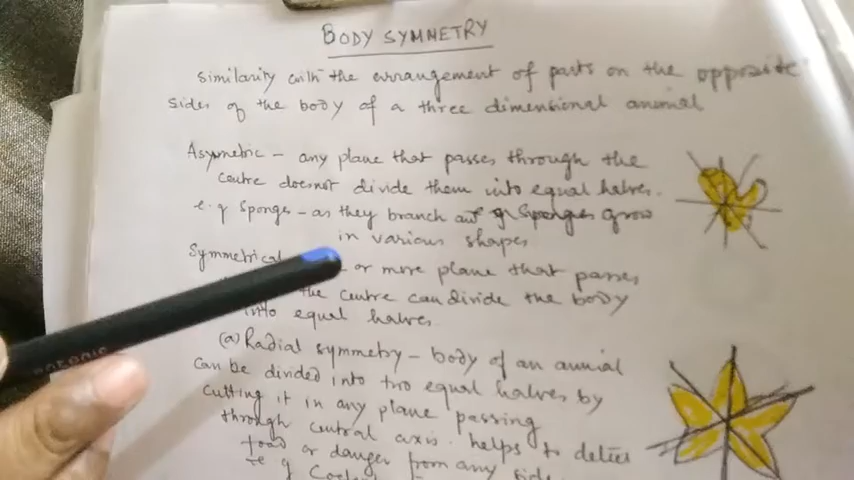 BODY SYMMETRY
similarity with the arrangement of parts on the opposite
sides of the body of a three dimensional animal
Asymmetric - any plane that passes through the
centre doesnot divide them into equal halves.
e.g Sponges - as they branch grow
in various shapes
Symmetrical or more plane that passes
the centre can divide the body
into equal halves.
(a) Radial symmetry - body of an animal
can be divided into two equal halves by
cutting it in any plane passing
through central axis. helps to
food or danger from any side
e g